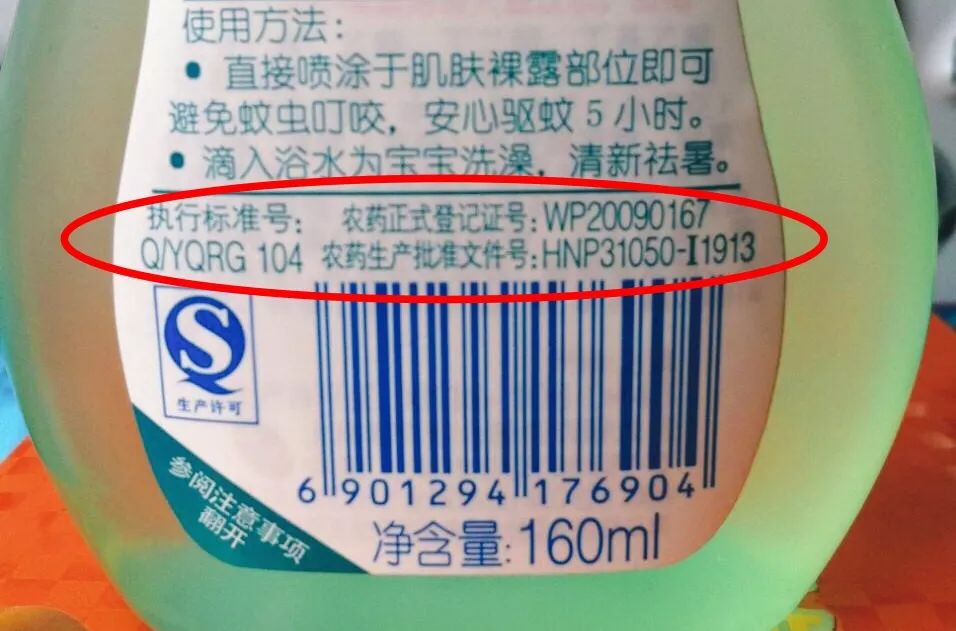 使用方法：
• 直接喷涂于肌肤裸露部位即可
避免蚊虫叮咬，安心驱蚊 5 小时。
• 滴入浴水为宝宝洗澡，清新祛暑。
执行标准号： 农药正式登记证号：WP20090167
Q/YQRG 104 农药生产批准文件号：HNP31050-I1913
S
生产许可
参阅注意事项
翻开
6 901294 176904
净含量：160ml